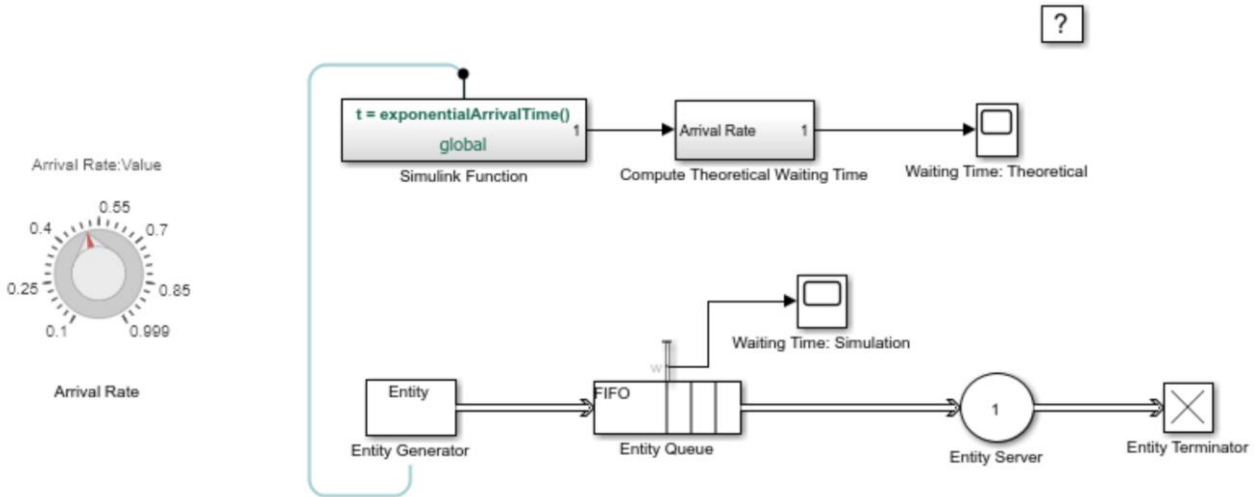 ?
t = exponentialArrivalTime()
1
global
Simulink Function
Arrival Rate
1
Compute Theoretical Waiting Time
Waiting Time: Theoretical
Arrival Rate:Value
0.55
0.4
0.7
0.25
0.85
0.1
0.999
Arrival Rate
Waiting Time: Simulation
W
Entity
Entity Generator
FIFO
Entity Queue
1
Entity Server
Entity Terminator